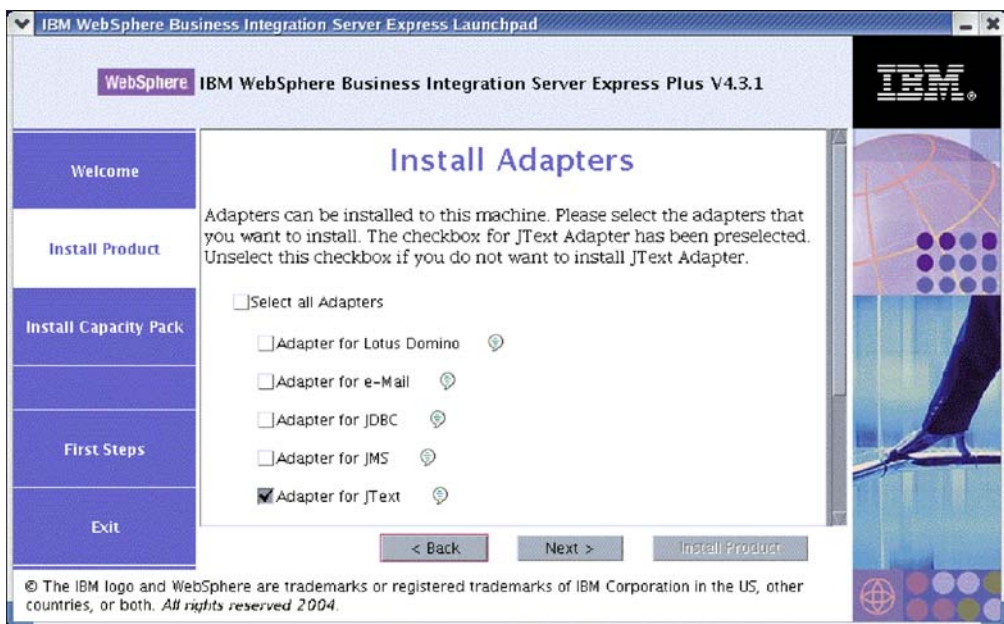 IBM WebSphere Business Integration Server Express Launchpad
WebSphere IBM WebSphere Business Integration Server Express Plus V4.3.1
IBM®
Welcome
Install Product
Install Capacity Pack
First Steps
Exit
Install Adapters
Adapters can be installed to this machine. Please select the adapters that
you want to install. The checkbox for JText Adapter has been preselected.
Unselect this checkbox if you do not want to install JText Adapter.
Select all Adapters
Adapter for Lotus Domino
Adapter for e-Mail
Adapter for JDBC
Adapter for JMS
Adapter for JText
< Back Next > Install Product
© The IBM logo and WebSphere are trademarks or registered trademarks of IBM Corporation in the US, other
countries, or both. All rights reserved 2004.